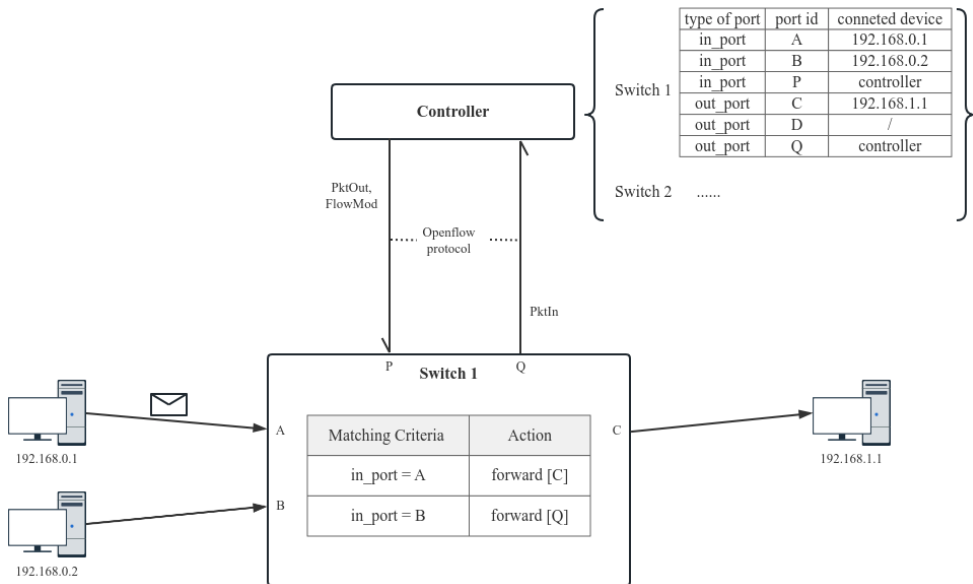 type of port port id conneted device
in_port A 192.168.0.1
in_port B 192.168.0.2
Switch 1 in_port P controller
out_port C 192.168.1.1
out_port D /
out_port Q controller
Switch 2 ......
Controller
PktOut,
FlowMod
Openflow
protocol
PktIn
P Q
Switch 1
A
B
C
Matching Criteria Action
in_port = A forward [C]
in_port = B forward [Q]
192.168.0.1
192.168.0.2
192.168.1.1